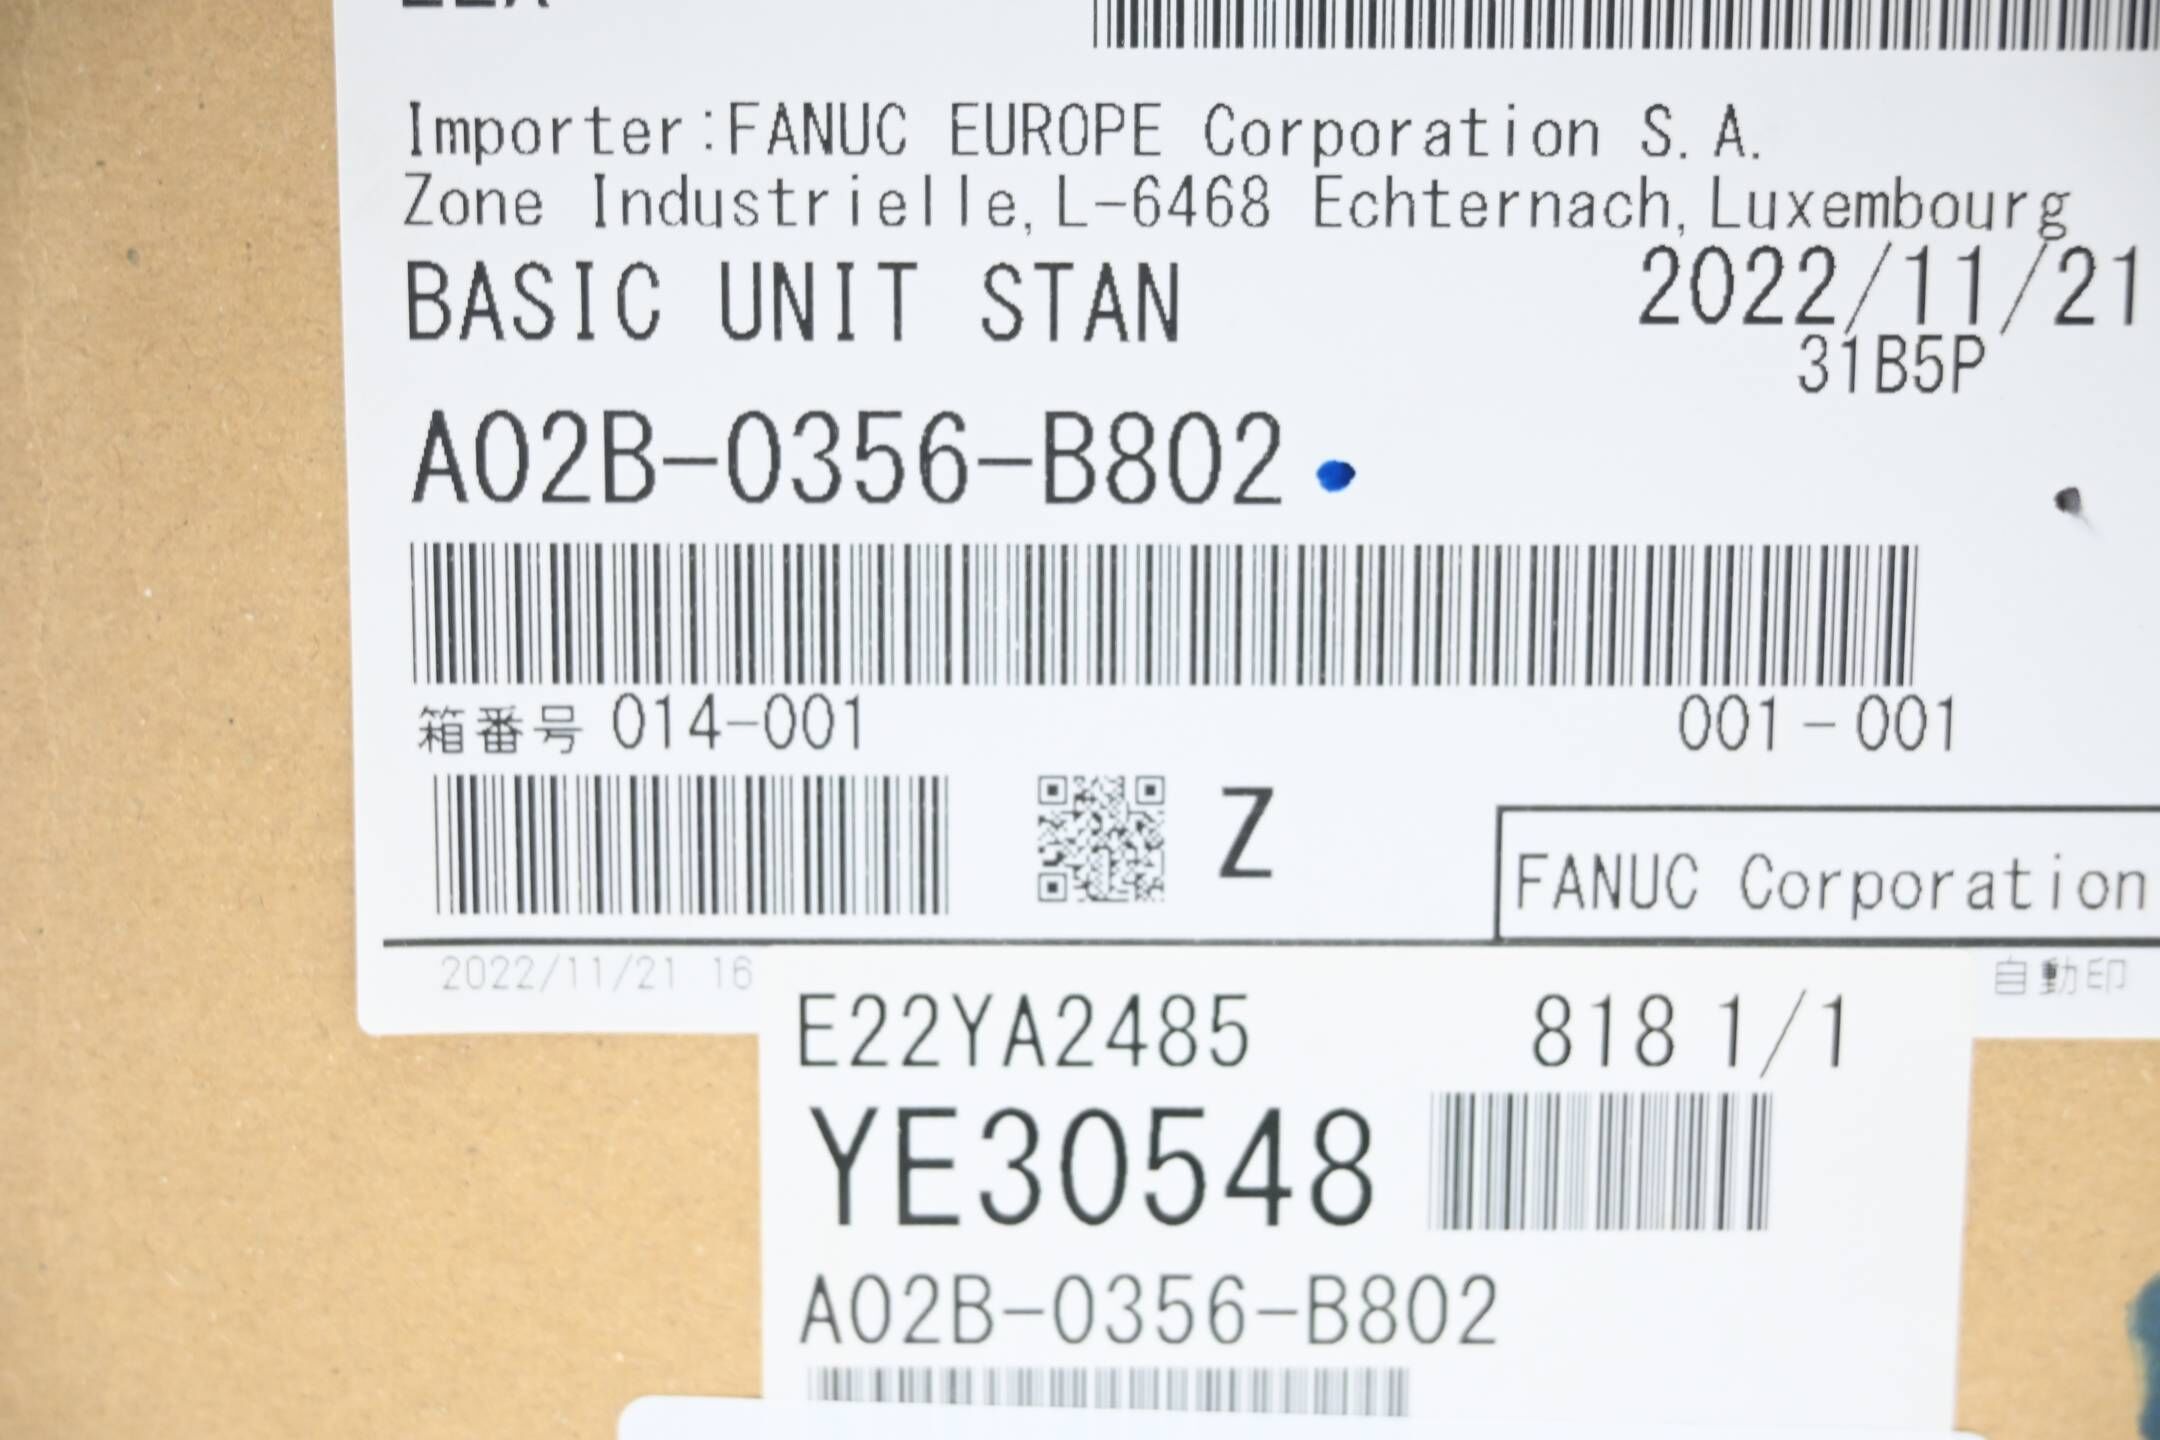 Importer:FANUC EUROPE Corporation S.A.
Zone Industrielle,L-6468 Echternach,Luxembourg
BASIC UNIT STAN 2022/11/21
31B5P
A02B-0356-B802
箱番号 014-001 001-001
Z
FANUC Corporation
2022/11/21 16
自動印
E22YA2485 818 1/1
YE30548
A02B-0356-B802